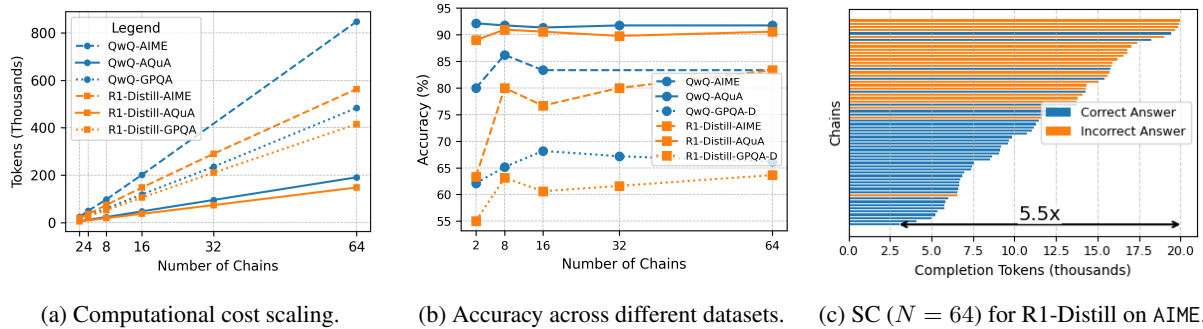 800
600
400
200
0
Tokens (Thousands)
Legend
QwQ-AIME
QwQ-AQuA
QwQ-GPQA
R1-Distill-AIME
R1-Distill-AQuA
R1-Distill-GPQA
2 4 8 16 32 64
Number of Chains
(a) Computational cost scaling.
95
90
85
80
75
70
65
60
55
Accuracy (%)
QwQ-AIME
QwQ-AQuA
QwQ-GPQA-D
R1-Distill-AIME
R1-Distill-AQuA
R1-Distill-GPQA-D
2 8 16 32 64
Number of Chains
(b) Accuracy across different datasets.
Chains
Correct Answer
Incorrect Answer
5.5x
0.0 2.5 5.0 7.5 10.0 12.5 15.0 17.5 20.0
Completion Tokens (thousands)
(c) SC (N = 64) for R1-Distill on AIME